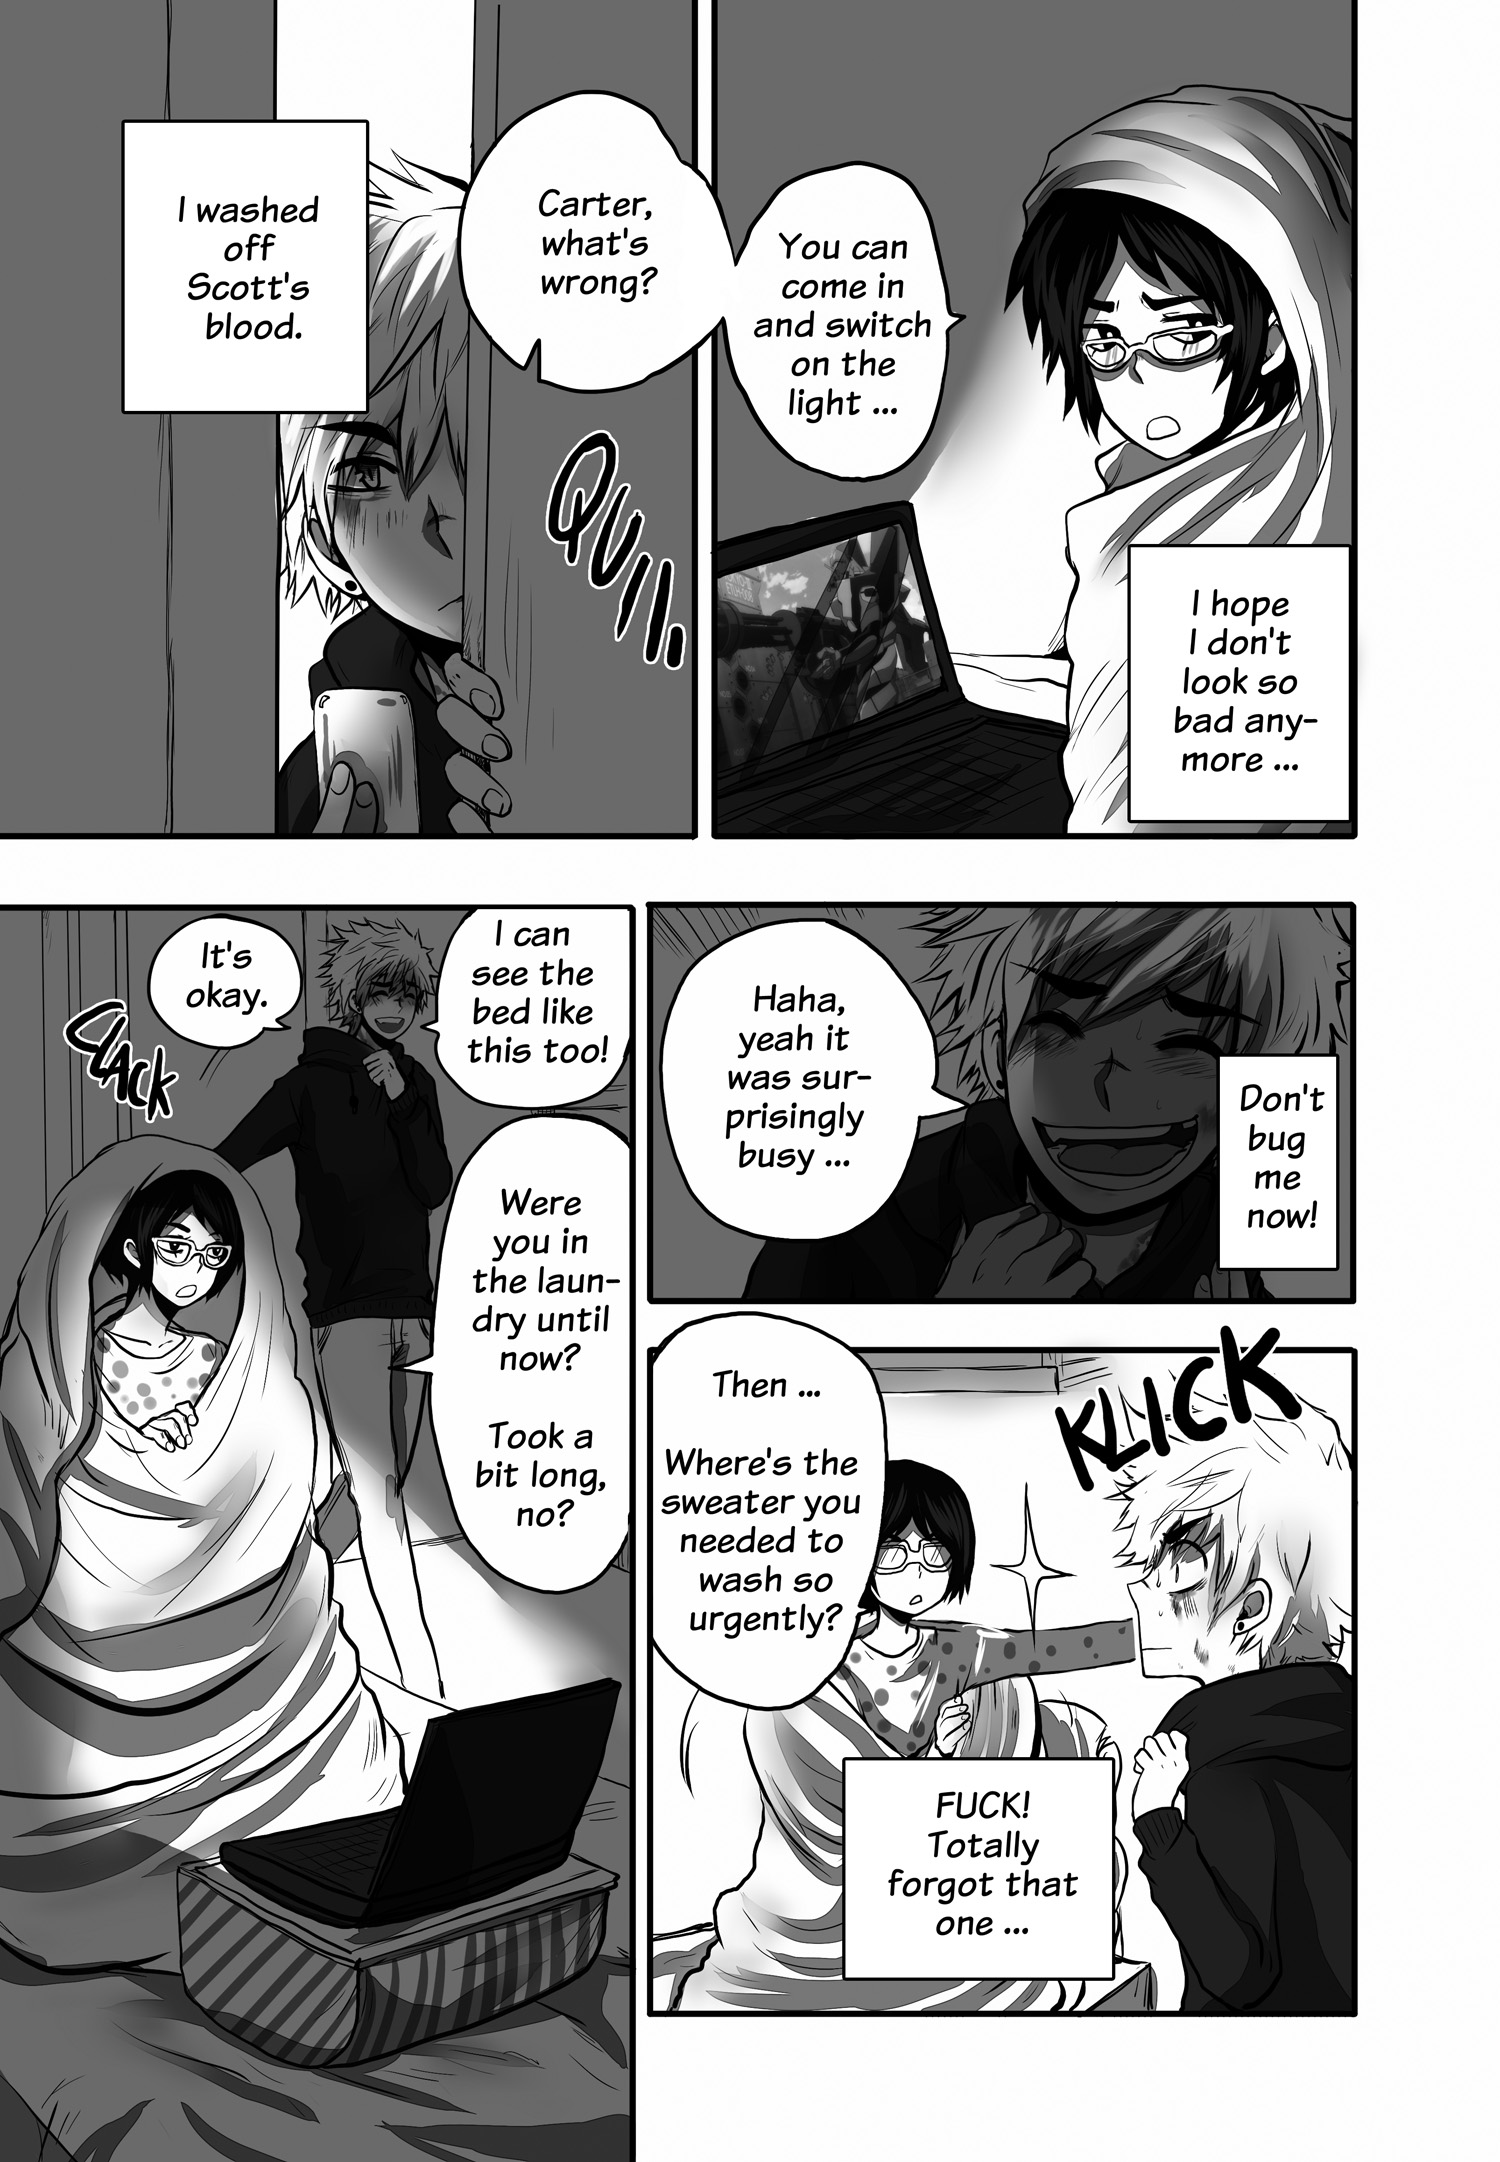 I washed
off
Scott's
blood.
Carter,
what's
wrong?
QUIII
You can
come in
and switch
on the
light ...
I hope
I don't
look so
bad any-
more ...
It's
okay.
I can
see the
bed like
this too!
CLACK
Were
you in
the laun-
dry until
now?
Took a
bit long,
no?
Haha,
yeah it
was sur-
prisingly
busy ...
Don't
bug
me
now!
Then ...
Where's the
sweater you
needed to
wash so
urgently?
KLICK
FUCK!
Totally
forgot that
one ...